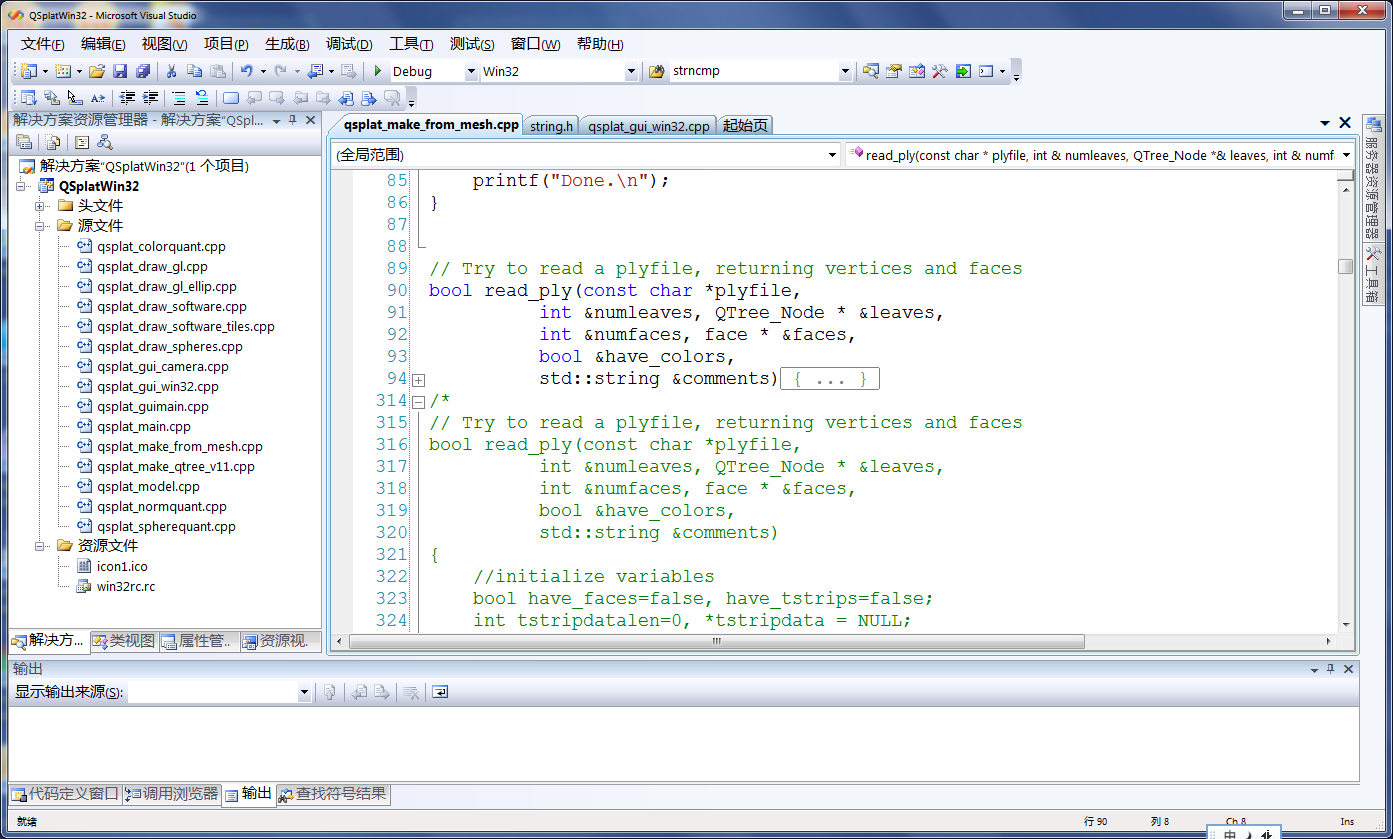 QSplatWin32 - Microsoft Visual Studio
文件(F) 编辑(E) 视图(V) 项目(P) 生成(B) 调试(D) 工具(T) 测试(S) 窗口(W) 帮助(H)
Debug Win32 strncmp
解决方案资源管理器 - 解决方案"QSpl...
解决方案"QSplatWin32"(1 个项目)
QSplatWin32
头文件
源文件
qsplat_colorquant.cpp
qsplat_draw_gl.cpp
qsplat_draw_gl_ellip.cpp
qsplat_draw_software.cpp
qsplat_draw_software_tiles.cpp
qsplat_draw_spheres.cpp
qsplat_gui_camera.cpp
qsplat_gui_win32.cpp
qsplat_guimain.cpp
qsplat_main.cpp
qsplat_make_from_mesh.cpp
qsplat_make_qtree_v11.cpp
qsplat_model.cpp
qsplat_normquant.cpp
qsplat_spherequant.cpp
资源文件
icon1.ico
win32rc.rc
解决方... 类视图 属性管... 资源视.
qsplat_make_from_mesh.cpp string.h qsplat_gui_win32.cpp 起始页
(全局范围) read_ply(const char * plyfile, int & numleaves, QTree_Node *& leaves, int & numf
85 printf("Done.\n");
86 }
87
88
89 // Try to read a plyfile, returning vertices and faces
90 bool read_ply(const char *plyfile,
91 int &numleaves, QTree_Node * &leaves,
92 int &numfaces, face * &faces,
93 bool &have_colors,
94 std::string &comments) { ... }
314 /*
315 // Try to read a plyfile, returning vertices and faces
316 bool read_ply(const char *plyfile,
317 int &numleaves, QTree_Node * &leaves,
318 int &numfaces, face * &faces,
319 bool &have_colors,
320 std::string &comments)
321 {
322 //initialize variables
323 bool have_faces=false, have_tstrips=false;
324 int tstripdatalen=0, *tstripdata = NULL;
服务器资源管理器
工具箱
输出
显示输出来源(S):
代码定义窗口 调用浏览器 输出 查找符号结果
就绪 行 90 列 8 Ch 8 Ins
中